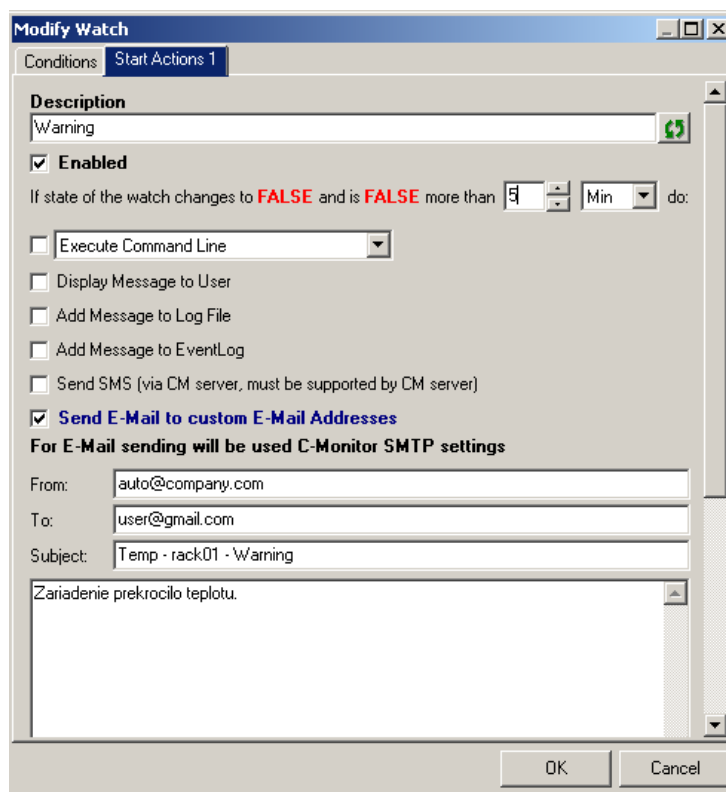 Modify Watch
Conditions
Start Actions 1
Description
Warning
Enabled
If state of the watch changes to FALSE and is FALSE more than 5 Min do:
Execute Command Line
Display Message to User
Add Message to Log File
Add Message to EventLog
Send SMS (via CM server, must be supported by CM server)
Send E-Mail to custom E-Mail Addresses
For E-Mail sending will be used C-Monitor SMTP settings
From: auto@company.com
To: user@gmail.com
Subject: Temp - rack01 - Warning
Zariadenie prekrocilo teplotu.
OK Cancel